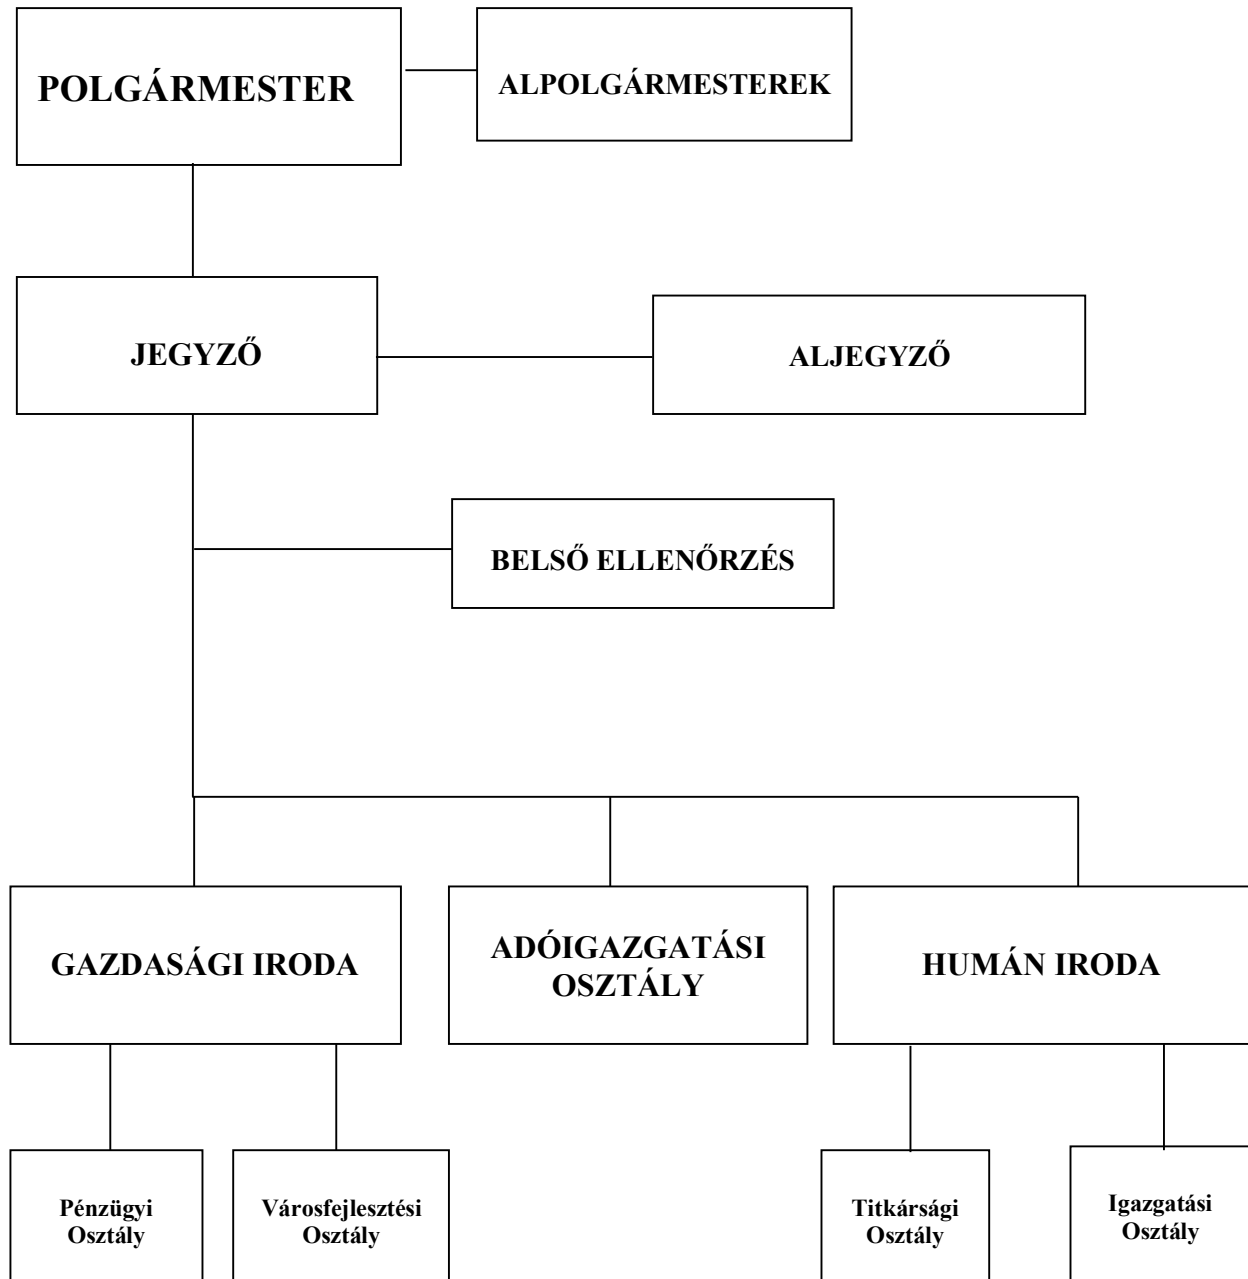 POLGÁRMESTER
ALPOLGÁRMESTEREK
JEGYZŐ
ALJEGYZŐ
BELSŐ ELLENŐRZÉS
GAZDASÁGI IRODA
ADÓIGAZGATÁSI
OSZTÁLY
HUMÁN IRODA
Pénzügyi
Osztály
Városfejlesztési
Osztály
Titkársági
Osztály
Igazgatási
Osztály